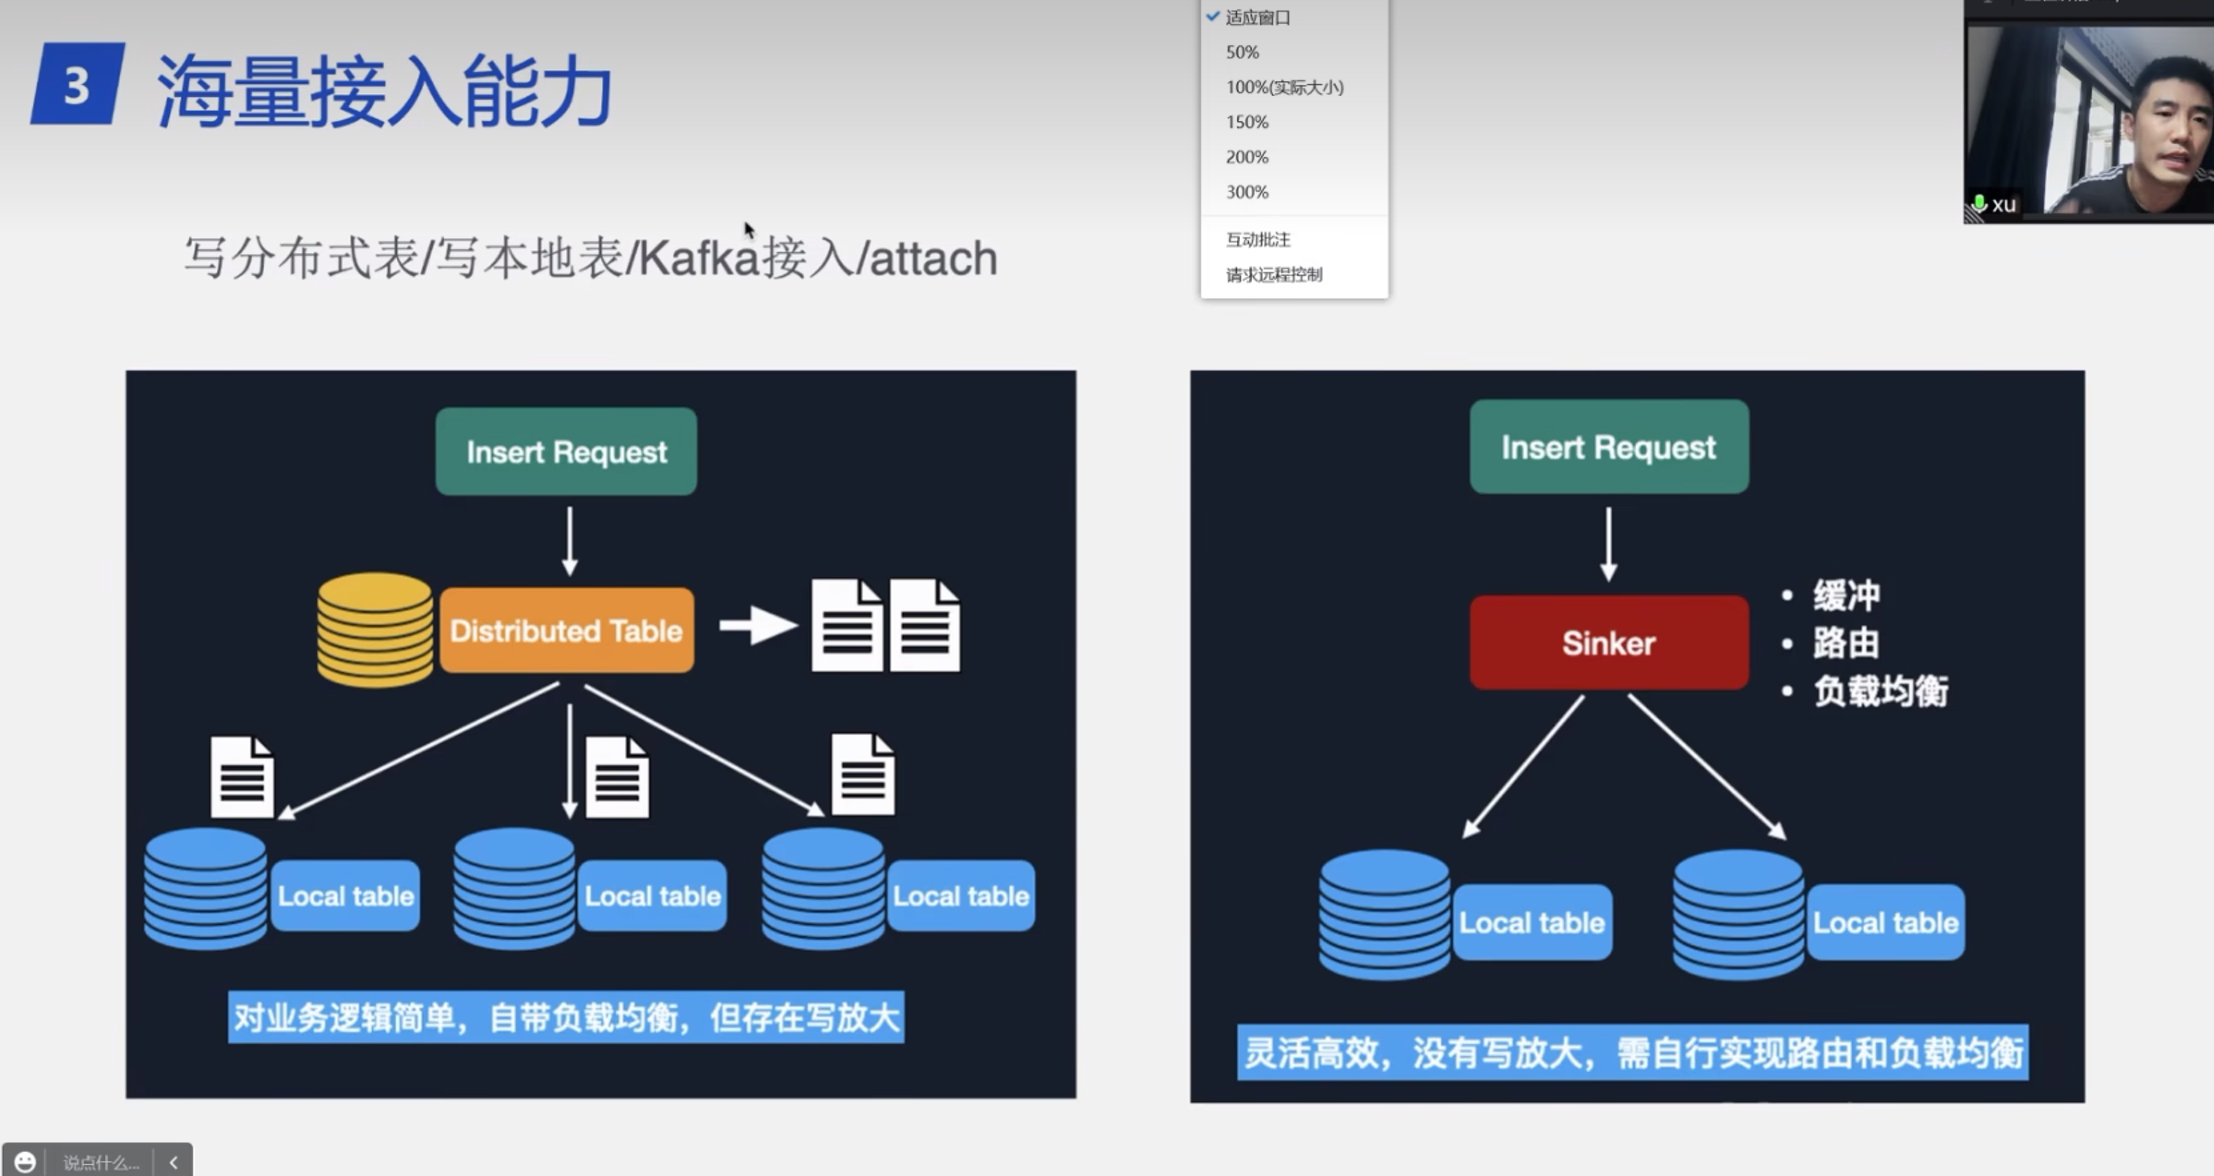 3 海量接入能力
写分布式表/写本地表/Kafka接入/attach
适应窗口
50%
100%(实际大小)
150%
200%
300%
互动批注
请求远程控制
xu
Insert Request
Distributed Table
Local table
Local table
Local table
对业务逻辑简单，自带负载均衡，但存在写放大
Insert Request
Sinker
• 缓冲
• 路由
• 负载均衡
Local table
Local table
灵活高效，没有写放大，需自行实现路由和负载均衡
说点什么...